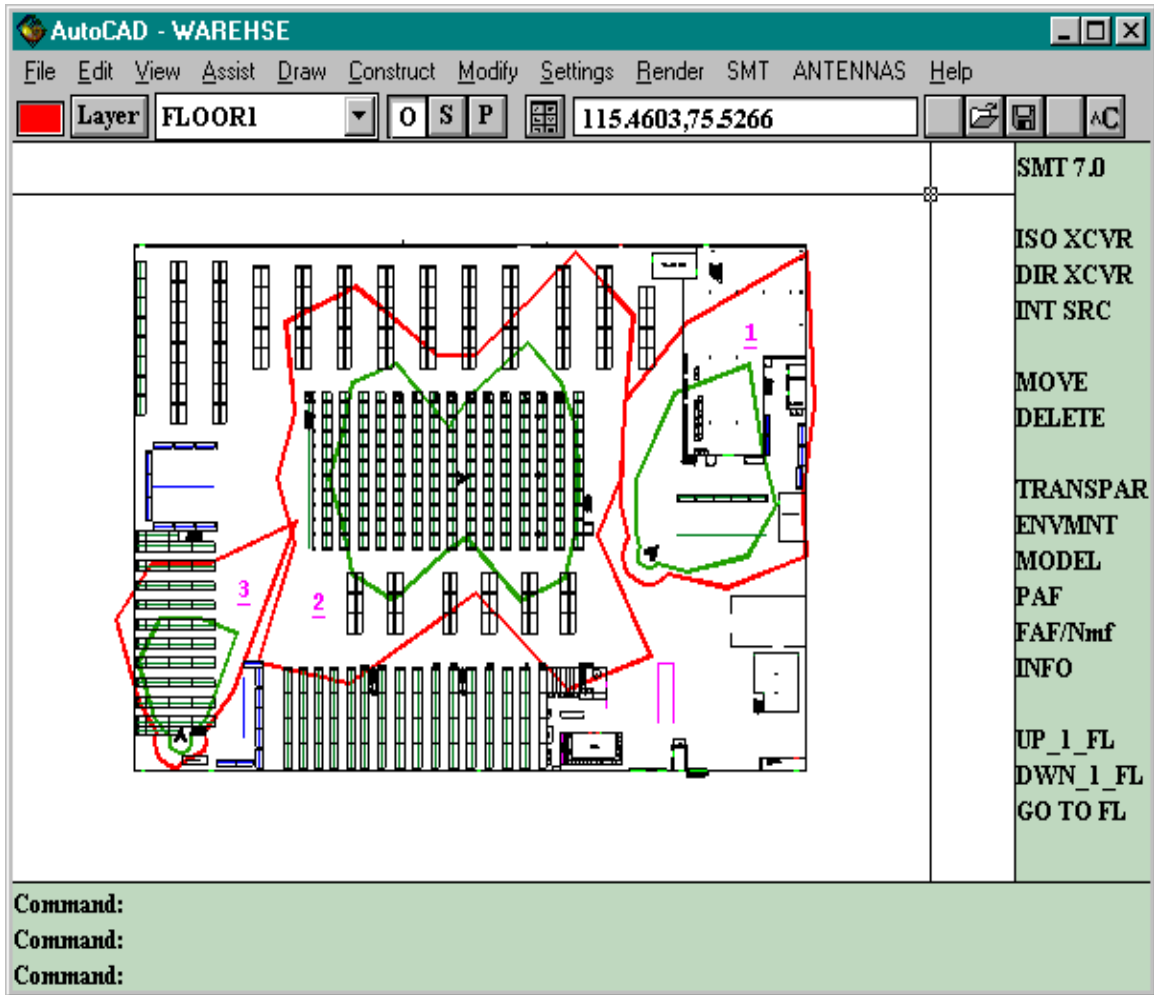 AutoCAD - WAREHSE
File Edit View Assist Draw Construct Modify Settings Render SMT ANTENNAS Help
Layer FLOOR1 O S P 115.4603,75.5266 ^C
SMT 7.0
ISO XCVR
DIR XCVR
INT SRC
MOVE
DELETE
TRANSPAR
ENVMNT
MODEL
PAF
FAF/Nmf
INFO
UP_1_FL
DWN_1_FL
GO TO FL
1
3
2
Command:
Command:
Command: